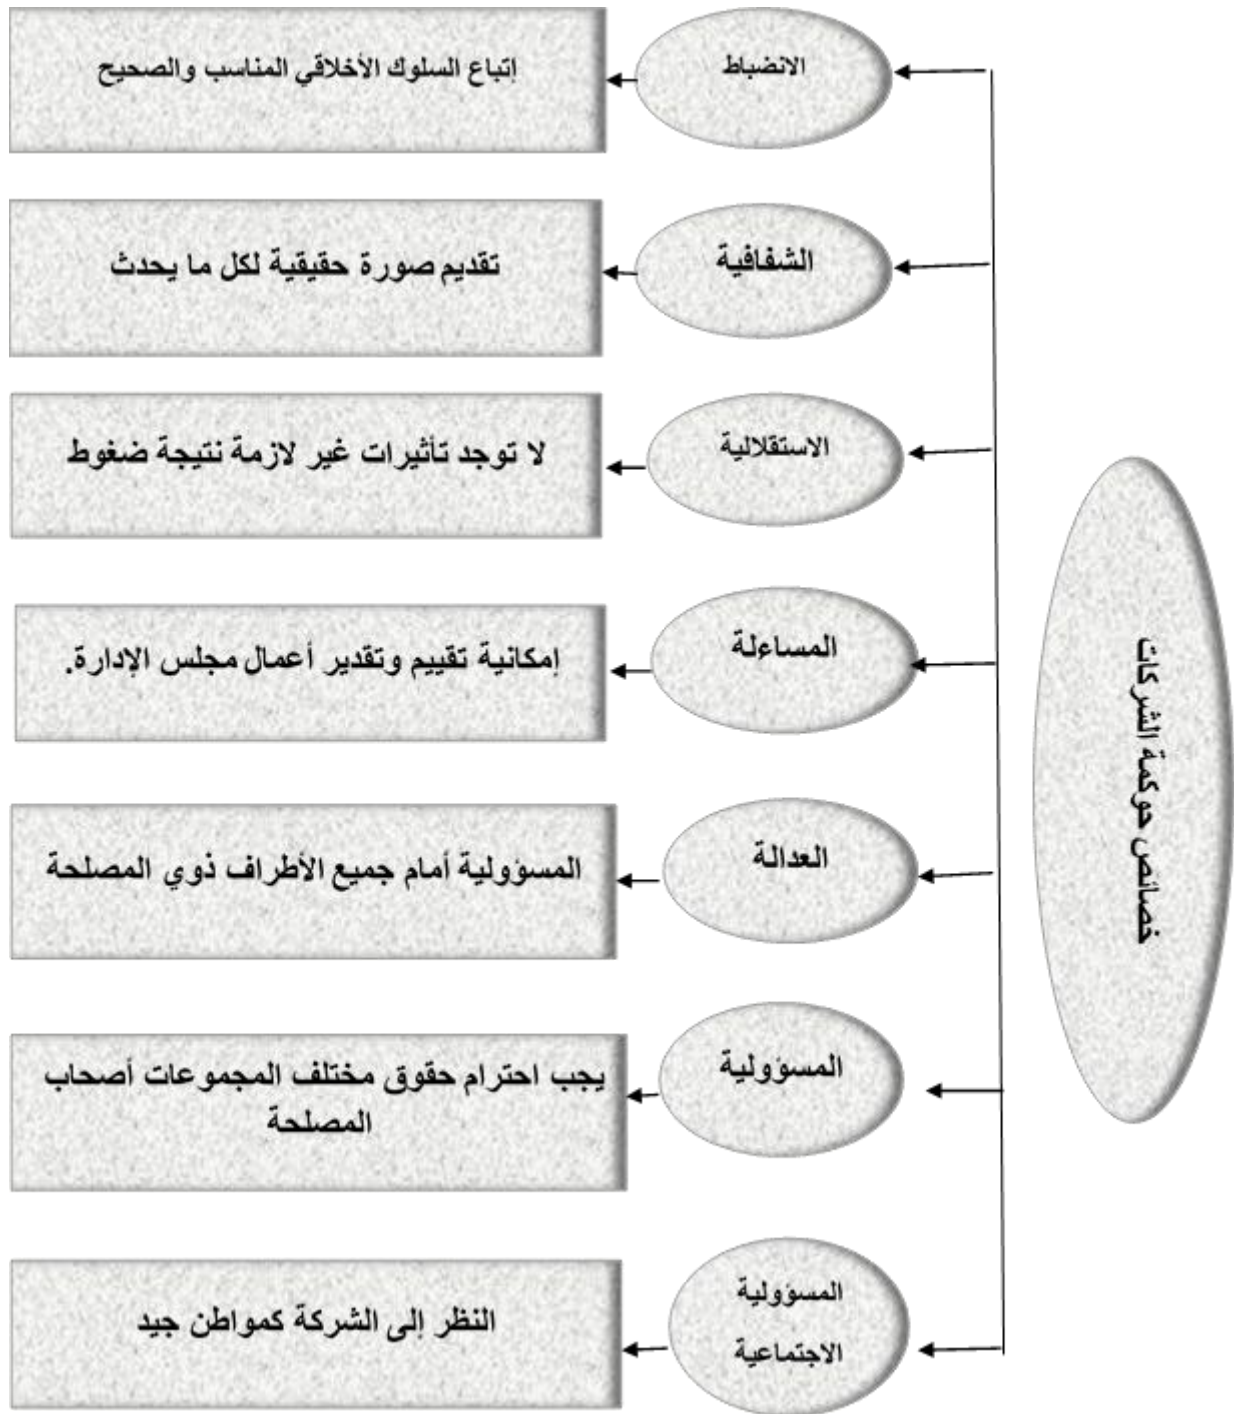 خصائص حوكمة الشركات
الانضباط
إتباع السلوك الأخلاقي المناسب والصحيح
الشفافية
تقديم صورة حقيقية لكل ما يحدث
الاستقلالية
لا توجد تأثيرات غير لازمة نتيجة ضغوط
المساءلة
إمكانية تقييم وتقدير أعمال مجلس الإدارة.
العدالة
المسؤولية أمام جميع الأطراف ذوي المصلحة
المسؤولية
يجب احترام حقوق مختلف المجموعات أصحاب
المصلحة
المسؤولية
الاجتماعية
النظر إلى الشركة كمواطن جيد